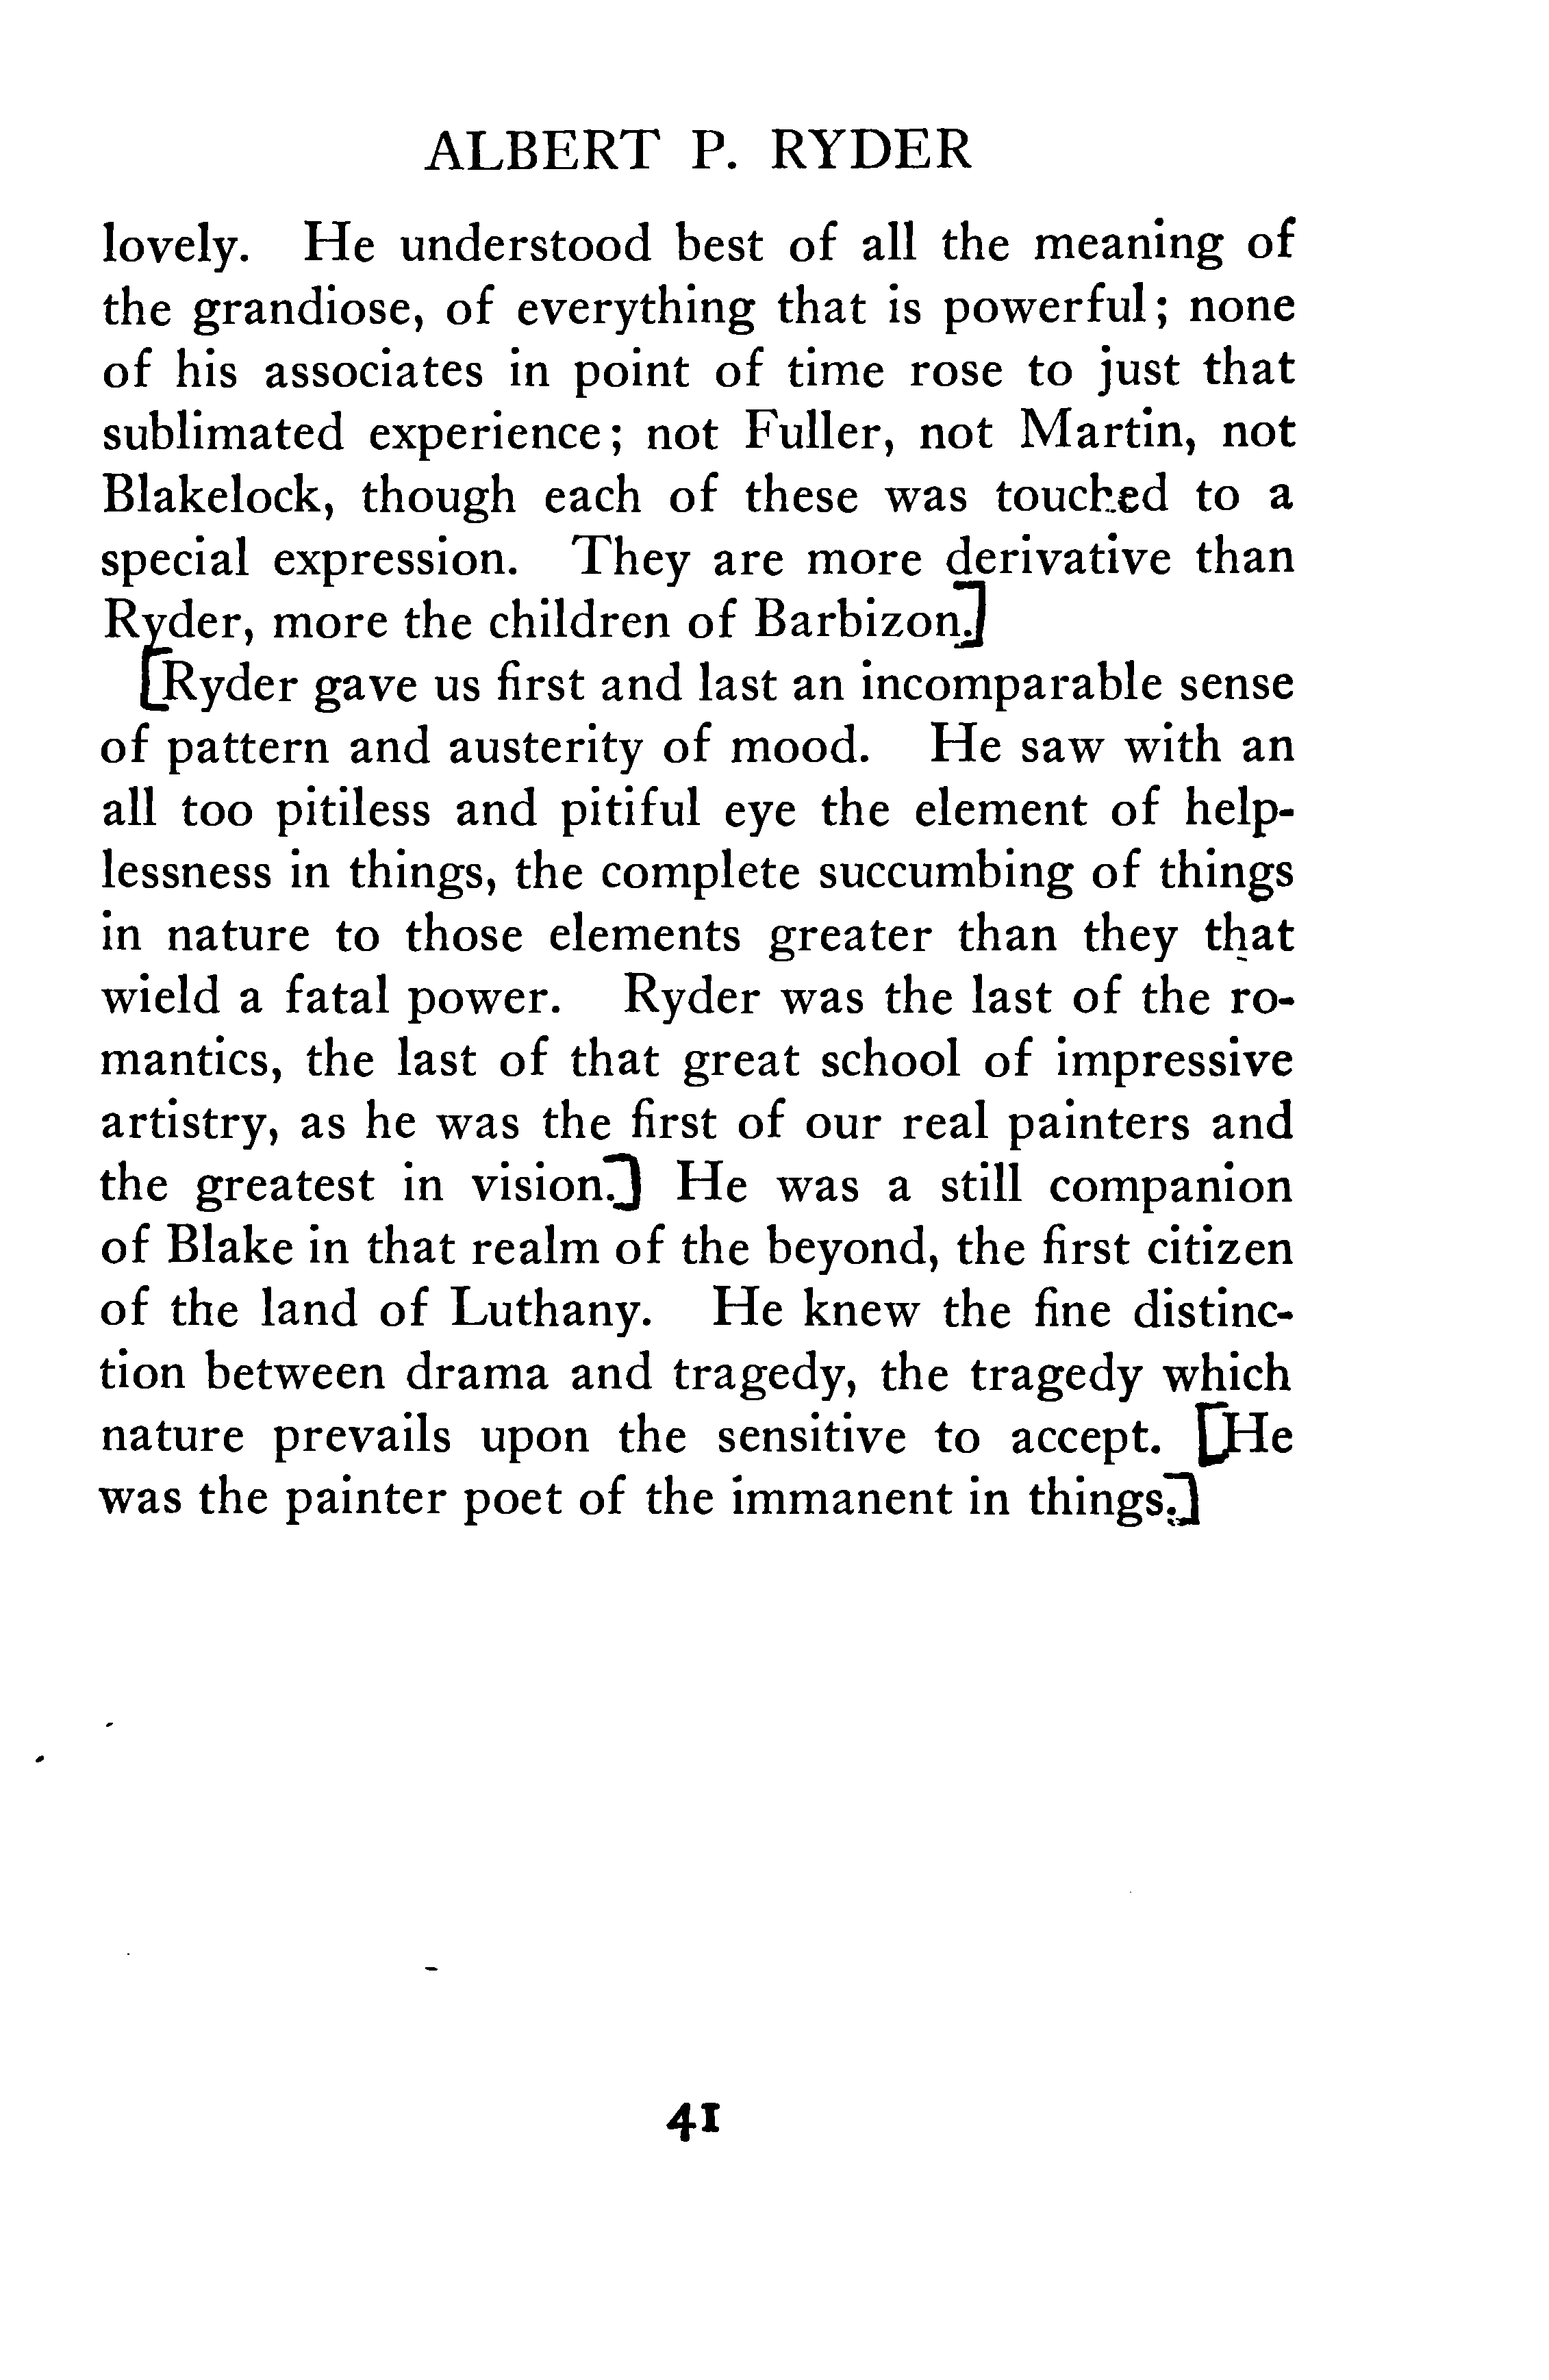 ALBERT P. RYDER
lovely. He understood best of all the meaning of
the grandiose, of everything that is powerful; none
of his associates in point of time rose to just that
sublimated experience; not Fuller, not Martin, not
Blakelock, though each of these was touched to a
special expression. They are more derivative than
Ryder, more the children of Barbizon.]
[Ryder gave us first and last an incomparable sense
of pattern and austerity of mood. He saw with an
all too pitiless and pitiful eye the element of help-
lessness in things, the complete succumbing of things
in nature to those elements greater than they that
wield a fatal power. Ryder was the last of the ro-
mantics, the last of that great school of impressive
artistry, as he was the first of our real painters and
the greatest in vision.] He was a still companion
of Blake in that realm of the beyond, the first citizen
of the land of Luthany. He knew the fine distinc-
tion between drama and tragedy, the tragedy which
nature prevails upon the sensitive to accept. [He
was the painter poet of the immanent in things.]
41